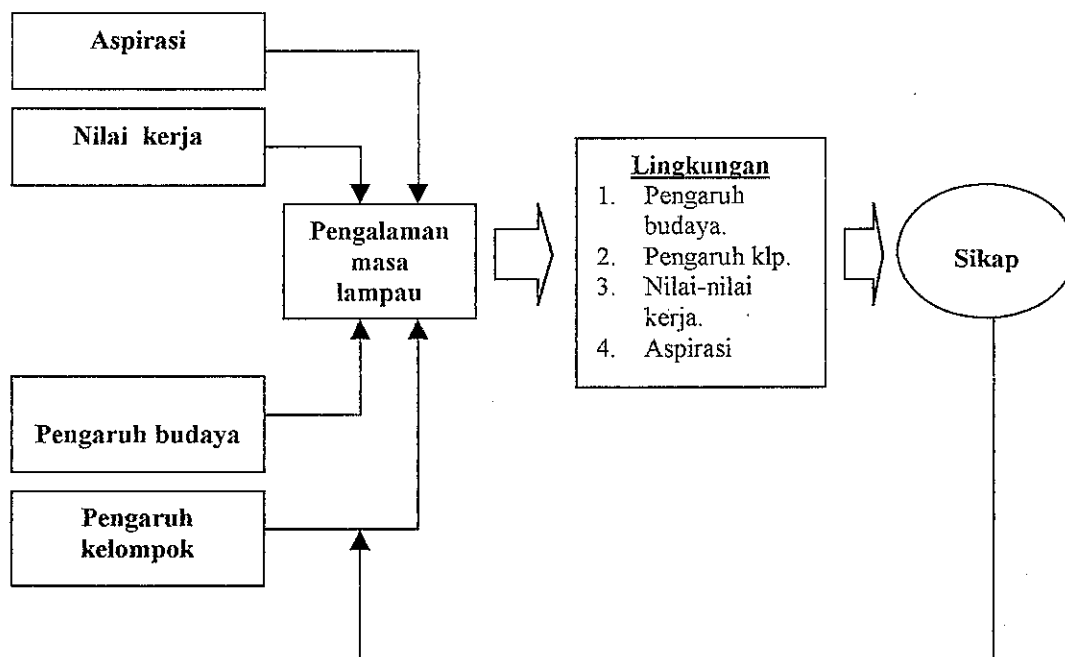 Aspirasi
Nilai kerja
Pengalaman
masa
lampau
Pengaruh budaya
Pengaruh
kelompok
Lingkungan
1. Pengaruh
budaya.
2. Pengaruh klp.
3. Nilai-nilai
kerja.
4. Aspirasi
Sikap